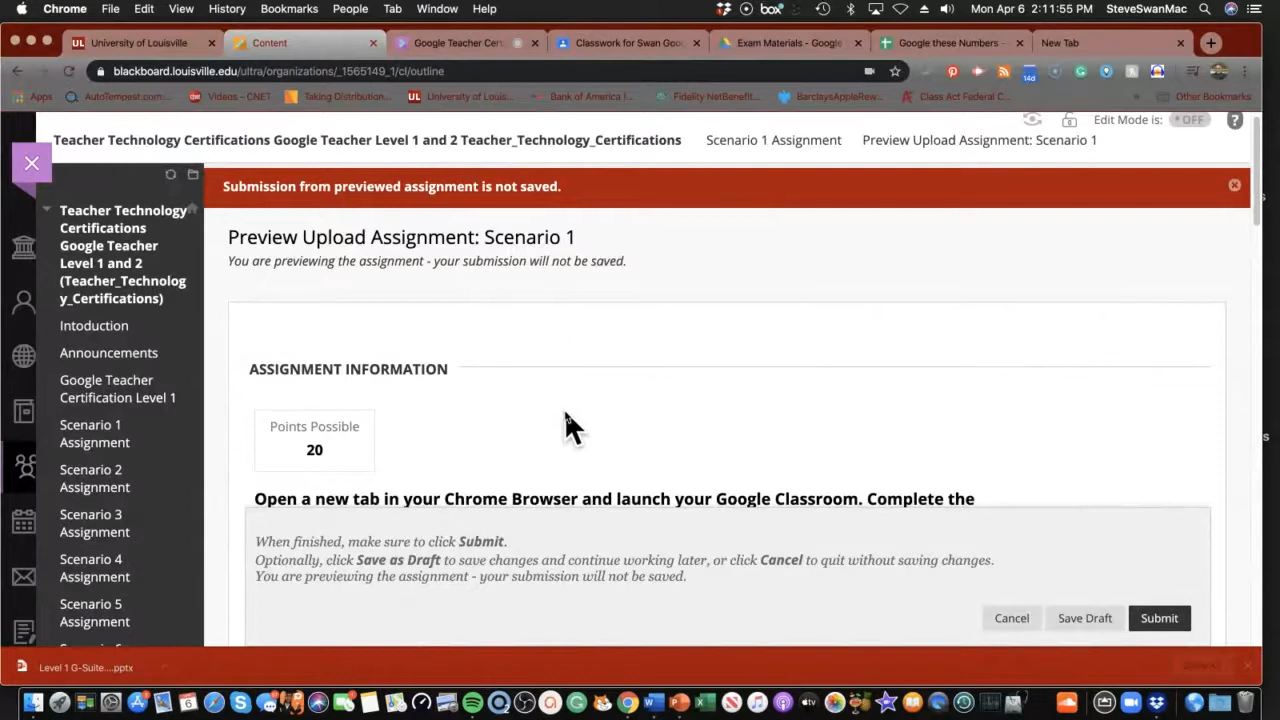 Chrome File Edit View History Bookmarks People Tab Window Help box Mon Apr 6 2:11:55 PM SteveSwanMac
University of Louisville Content Google Teacher Cer Classwork for Swan Goo Exam Materials - Google Google these Numbers - New Tab
blackboard.louisville.edu/ultra/organizations/_1565149_1/cl/outline 14d
Apps AutoTempest.com:... Videos - CNET Taking Distribution... University of Louis... Bank of America |... Fidelity NetBenefit... BarclaysAppleRew... Class Act Federal C... Other Bookmarks
Edit Mode is: OFF ?
Teacher Technology Certifications Google Teacher Level 1 and 2 Teacher_Technology_Certifications Scenario 1 Assignment Preview Upload Assignment: Scenario 1
Submission from previewed assignment is not saved.
Teacher Technology
Certifications
Google Teacher
Level 1 and 2
(Teacher_Technolog
y_Certifications)
Intoduction
Announcements
Google Teacher
Certification Level 1
Scenario 1
Assignment
Scenario 2
Assignment
Scenario 3
Assignment
Scenario 4
Assignment
Scenario 5
Assignment
Preview Upload Assignment: Scenario 1
You are previewing the assignment - your submission will not be saved.
ASSIGNMENT INFORMATION
Points Possible
20
Open a new tab in your Chrome Browser and launch your Google Classroom. Complete the
When finished, make sure to click Submit.
Optionally, click Save as Draft to save changes and continue working later, or click Cancel to quit without saving changes.
You are previewing the assignment - your submission will not be saved.
Cancel Save Draft Submit
Level 1 G-Suite....pptx